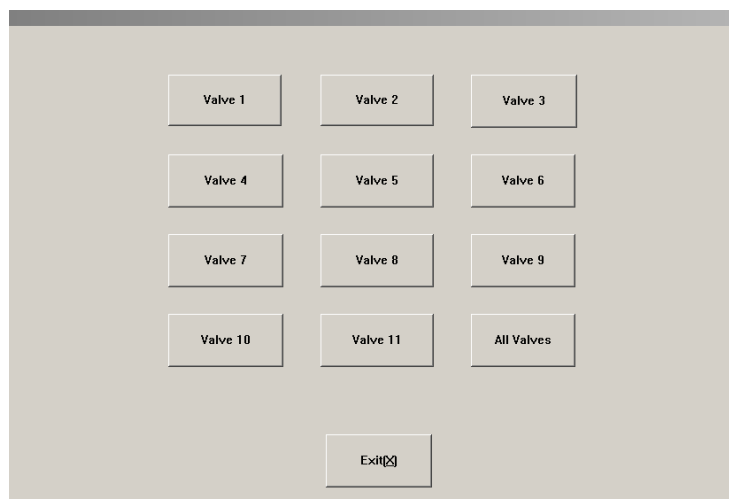 Valve 1
Valve 2
Valve 3
Valve 4
Valve 5
Valve 6
Valve 7
Valve 8
Valve 9
Valve 10
Valve 11
All Valves
Exit(X)